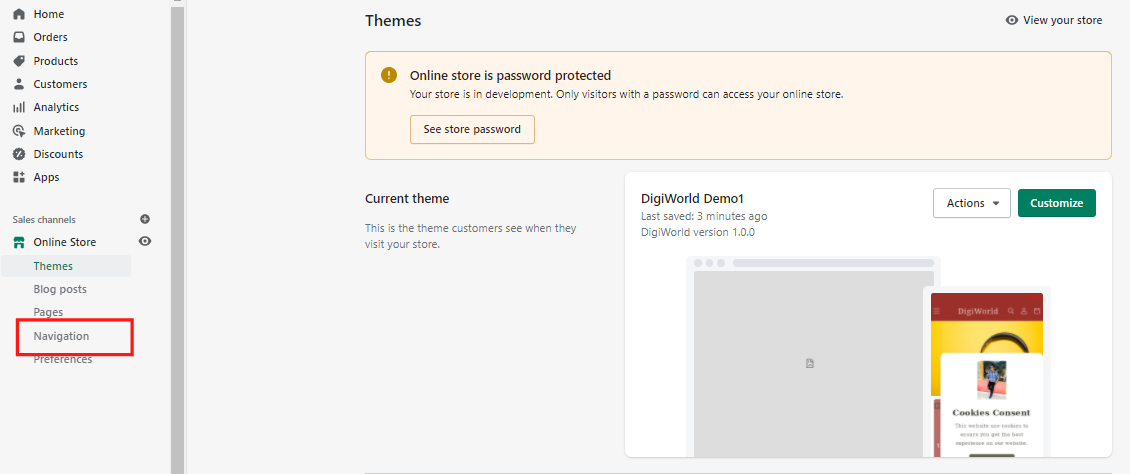 Home
Orders
Products
Customers
Analytics
Marketing
Discounts
Apps
Sales channels
Online Store
Themes
Blog posts
Pages
Navigation
Preferences
Themes
View your store
Online store is password protected
Your store is in development. Only visitors with a password can access your online store.
See store password
Current theme
This is the theme customers see when they
visit your store.
DigiWorld Demo1
Last saved: 3 minutes ago
DigiWorld version 1.0.0
Actions
Customize
DigiWorld
Cookies Consent
This website use cookies to
ensure you get the best
experience on our website.